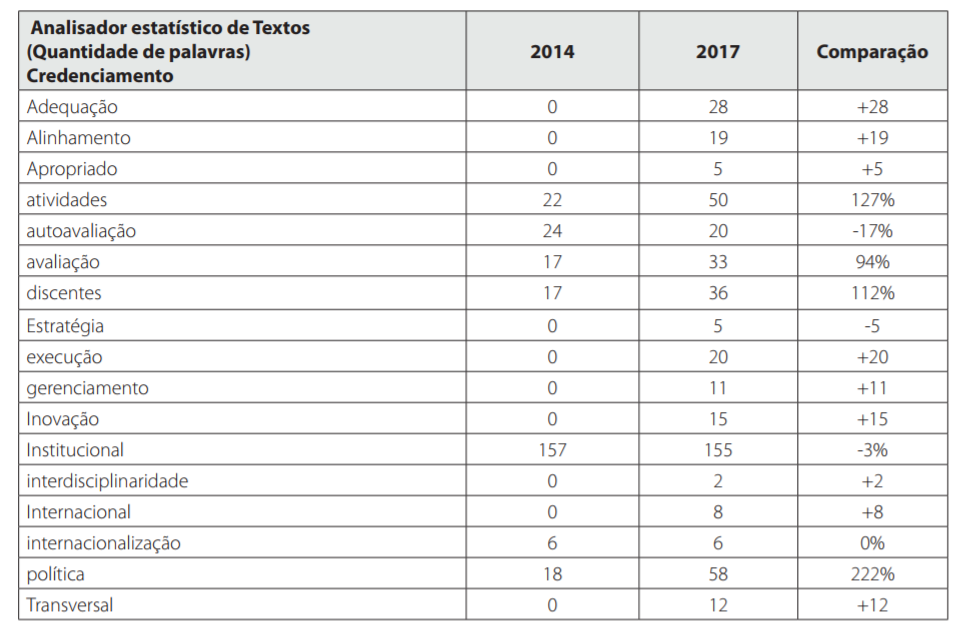 Analisador estatístico de Textos
(Quantidade de palavras)
Credenciamento 2014 2017 Comparação
Adequação 0 28 +28
Alinhamento 0 19 +19
Apropriado 0 5 +5
atividades 22 50 127%
autoavaliação 24 20 -17%
avaliação 17 33 94%
discentes 17 36 112%
Estratégia 0 5 -5
execução 0 20 +20
gerenciamento 0 11 +11
Inovação 0 15 +15
Institucional 157 155 -3%
interdisciplinaridade 0 2 +2
Internacional 0 8 +8
internacionalização 6 6 0%
política 18 58 222%
Transversal 0 12 +12